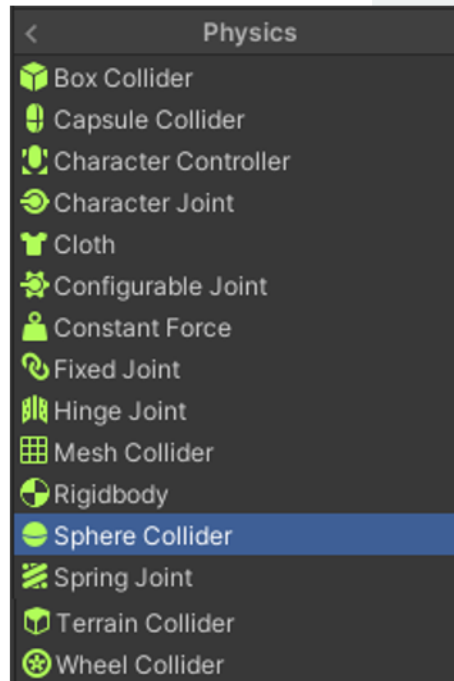 Physics
Box Collider
Capsule Collider
Character Controller
Character Joint
Cloth
Configurable Joint
Constant Force
Fixed Joint
Hinge Joint
Mesh Collider
Rigidbody
Sphere Collider
Spring Joint
Terrain Collider
Wheel Collider